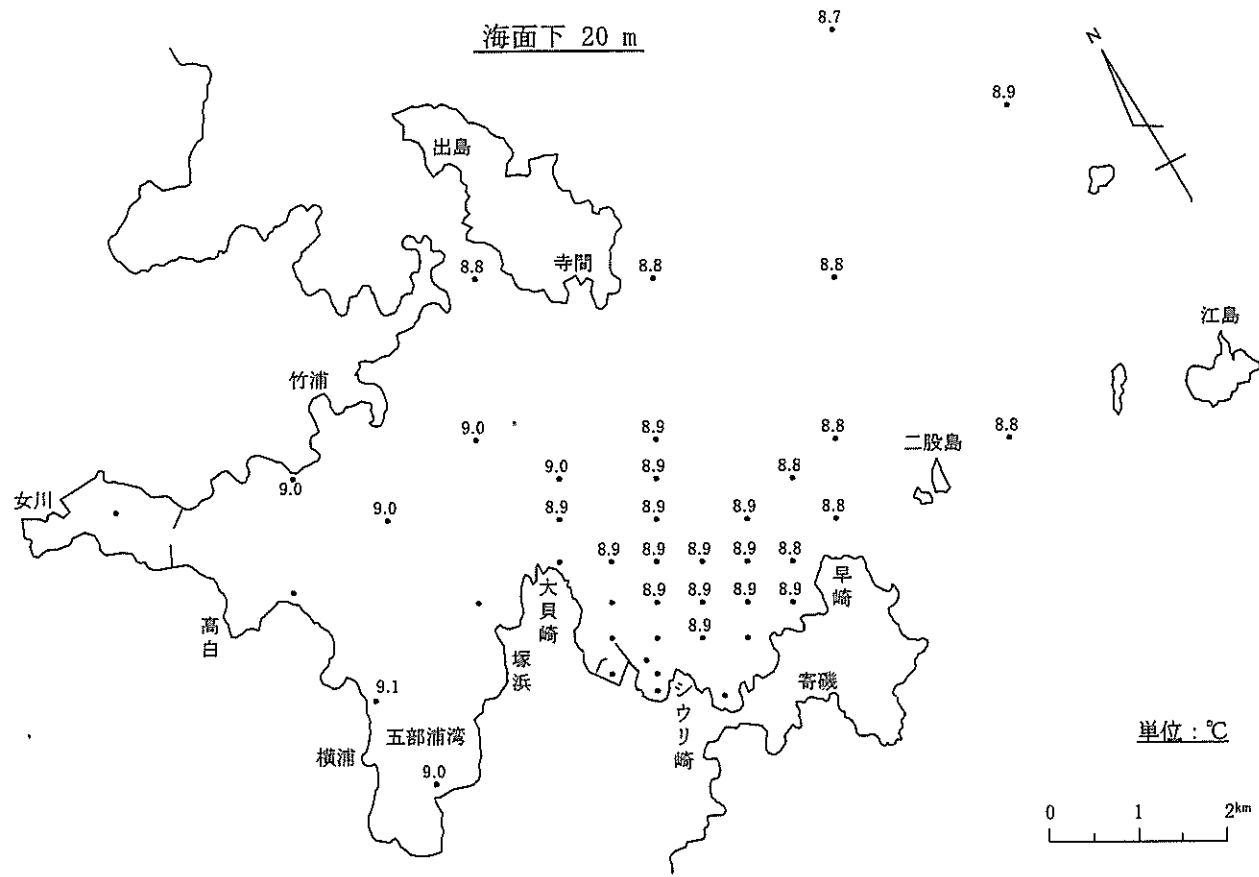 海面下 20 m
8.7
N
8.9
出島
8.8
寺間
8.8
8.8
江島
竹浦
9.0
8.9
8.8
8.8
二股島
9.0
8.9
8.8
女川
9.0
9.0
8.9
8.9
8.9
8.8
8.9
8.9
8.9
8.9
8.8
大貝崎
早崎
8.9
8.9
8.9
8.9
高白
8.9
塚浜
シウリ崎
寄磯
9.1
五部浦湾
横浦
9.0
単位：℃
0 1 2km